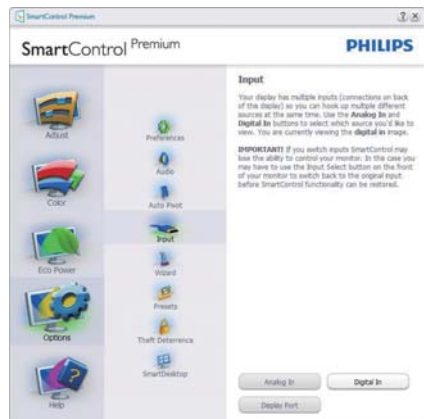 SmartControl Premium
SmartControl Premium
PHILIPS
Adjust
Color
Eco Power
Options
Help
Preferences
Audio
Auto Pivot
Input
Wizard
Presets
Theft Deterrence
SmartDesktop
Input
Your display has multiple inputs (connections on back
of the display) so you can hook up multiple different
sources at the same time. Use the Analog In and
Digital In buttons to select which source you'd like to
view. You are currently viewing the digital in image.
IMPORTANT! If you switch inputs SmartControl may
lose the ability to control your monitor. In this case you
may have to use the Input Select button on the front
of your monitor to switch back to the original input
before SmartControl functionality can be restored.
Analog In
Digital In
Display Port